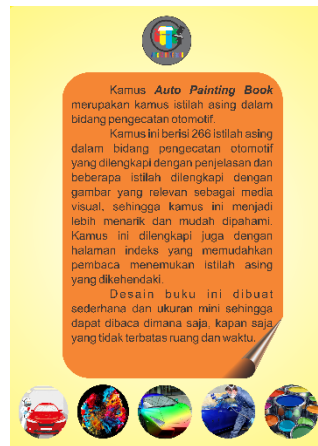 Kamus Auto Painting Book
merupakan kamus istilah asing dalam
bidang pengecatan otomotif.
Kamus ini berisi 266 istilah asing
dalam bidang pengecatan otomotif
yang dilengkapi dengan penjelasan dan
beberapa istilah dilengkapi dengan
gambar yang relevan sebagai media
visual, sehingga kamus ini menjadi
lebih menarik dan mudah dipahami.
Kamus ini dilengkapi juga dengan
halaman indeks yang memudahkan
pembaca menemukan istilah asing
yang dikehendaki.
Desain buku ini dibuat
sederhana dan ukuran mini sehingga
dapat dibaca dimana saja, kapan saja
yang tidak terbatas ruang dan waktu.